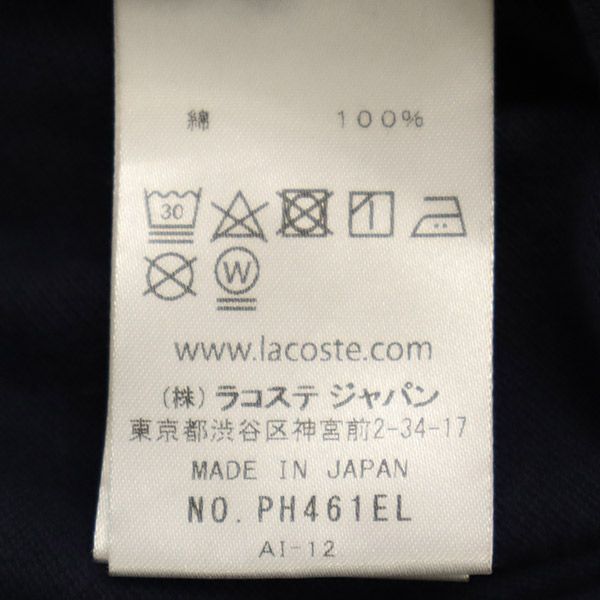 綿 100%
30
W
www.lacoste.com
(株) ラコステ ジャパン
東京都渋谷区神宮前2-34-17
MADE IN JAPAN
NO. PH461EL
AI-12